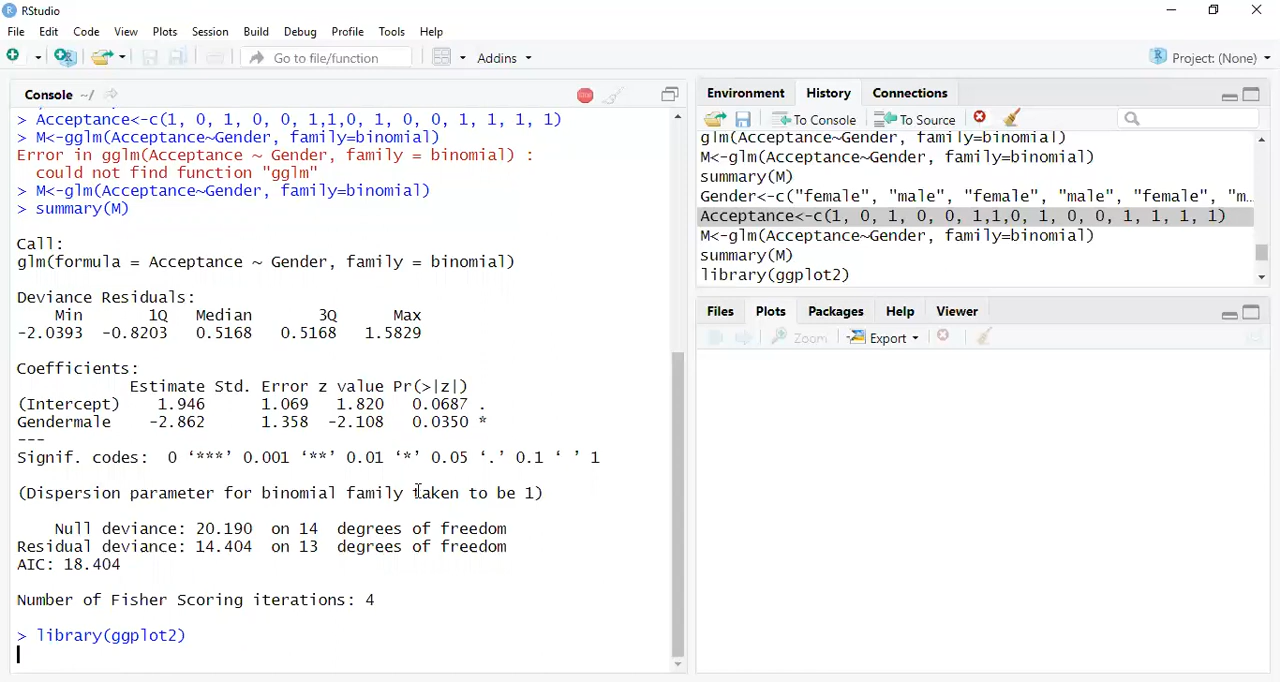 RStudio
File Edit Code View Plots Session Build Debug Profile Tools Help
Go to file/function Addins Project: (None)
Console ~/
> Acceptance<-c(1, 0, 1, 0, 0, 1,1,0, 1, 0, 0, 1, 1, 1, 1)
> M<-gglm(Acceptance~Gender, family=binomial)
Error in gglm(Acceptance ~ Gender, family = binomial) :
could not find function "gglm"
> M<-glm(Acceptance~Gender, family=binomial)
> summary(M)
Call:
glm(formula = Acceptance ~ Gender, family = binomial)
Deviance Residuals:
Min 1Q Median 3Q Max
-2.0393 -0.8203 0.5168 0.5168 1.5829
Coefficients:
Estimate Std. Error z value Pr(>|z|)
(Intercept) 1.946 1.069 1.820 0.0687 .
Gendermale -2.862 1.358 -2.108 0.0350 *
---
Signif. codes: 0 ‘***’ 0.001 ‘**’ 0.01 ‘*’ 0.05 ‘.’ 0.1 ‘ ’ 1
(Dispersion parameter for binomial family taken to be 1)
Null deviance: 20.190 on 14 degrees of freedom
Residual deviance: 14.404 on 13 degrees of freedom
AIC: 18.404
Number of Fisher Scoring iterations: 4
> library(ggplot2)
Environment History Connections
To Console To Source
glm(Acceptance~Gender, family=binomial)
M<-glm(Acceptance~Gender, family=binomial)
summary(M)
Gender<-c("female", "male", "female", "male", "female", "m...
Acceptance<-c(1, 0, 1, 0, 0, 1,1,0, 1, 0, 0, 1, 1, 1, 1)
M<-glm(Acceptance~Gender, family=binomial)
summary(M)
library(ggplot2)
Files Plots Packages Help Viewer
Zoom Export